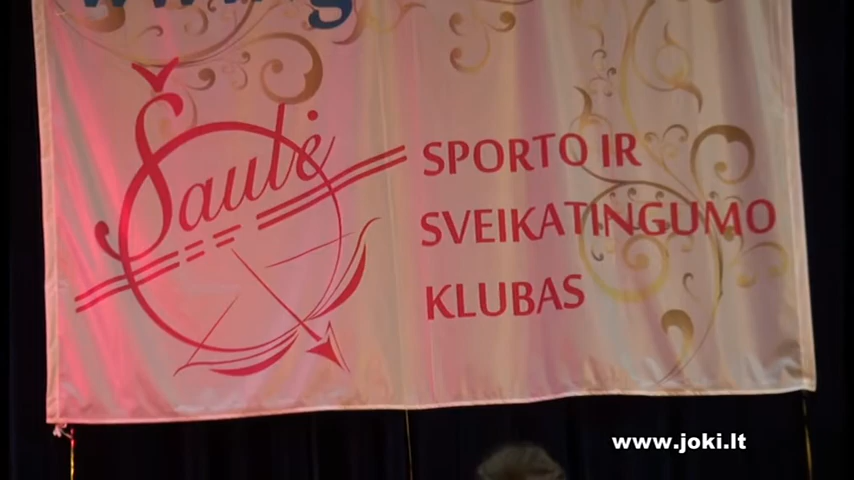 Šaulė
SPORTO IR
SVEIKATINGUMO
KLUBAS
www.joki.lt